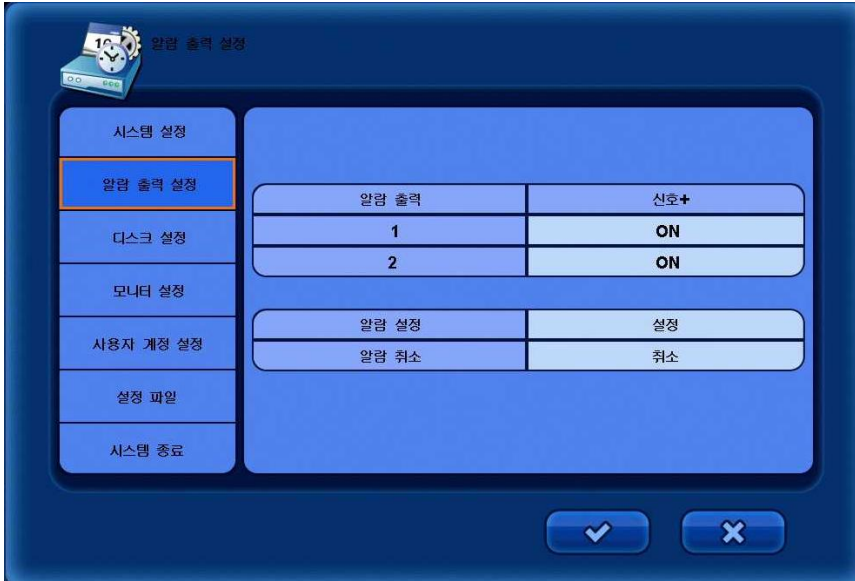 알람 출력 설정
시스템 설정
알람 출력 설정
디스크 설정
모니터 설정
사용자 계정 설정
설정 파일
시스템 종료
알람 출력 신호+
1 ON
2 ON
알람 설정 설정
알람 취소 취소